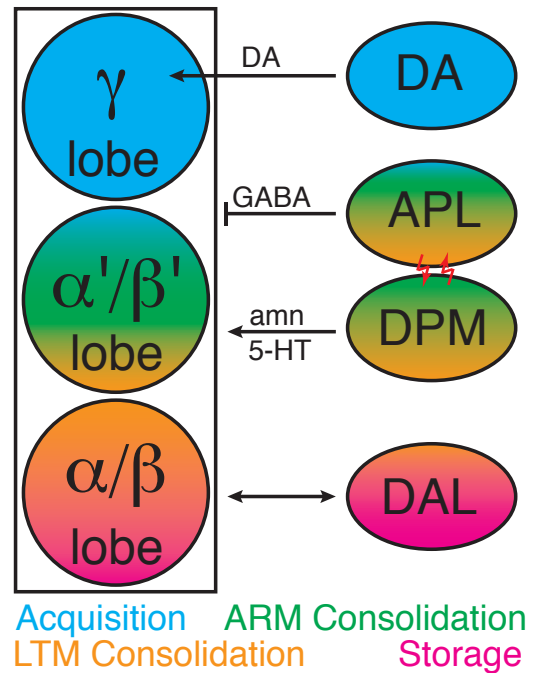 γ
lobe
DA
DA
GABA
APL
α'/β'
lobe
amn
5-HT
DPM
α/β
lobe
DAL
Acquisition ARM Consolidation
LTM Consolidation Storage